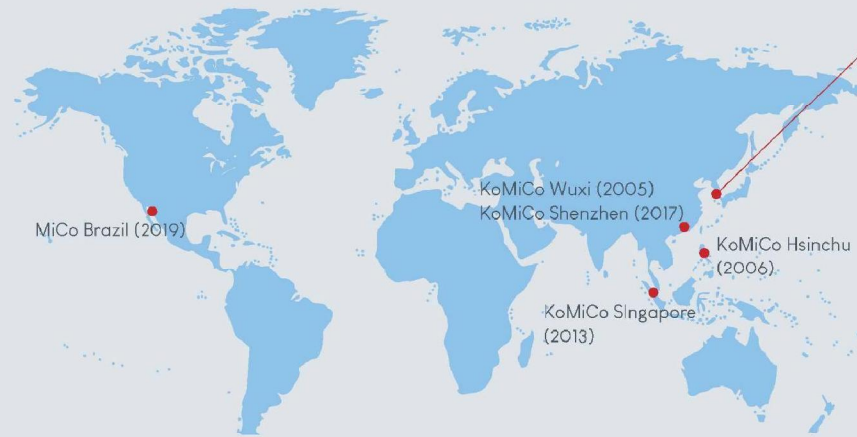 KoMiCo Wuxi (2005)
KoMiCo Shenzhen (2017)
MiCo Brazil (2019)
KoMiCo Hsinchu
(2006)
KoMiCo Singapore
(2013)